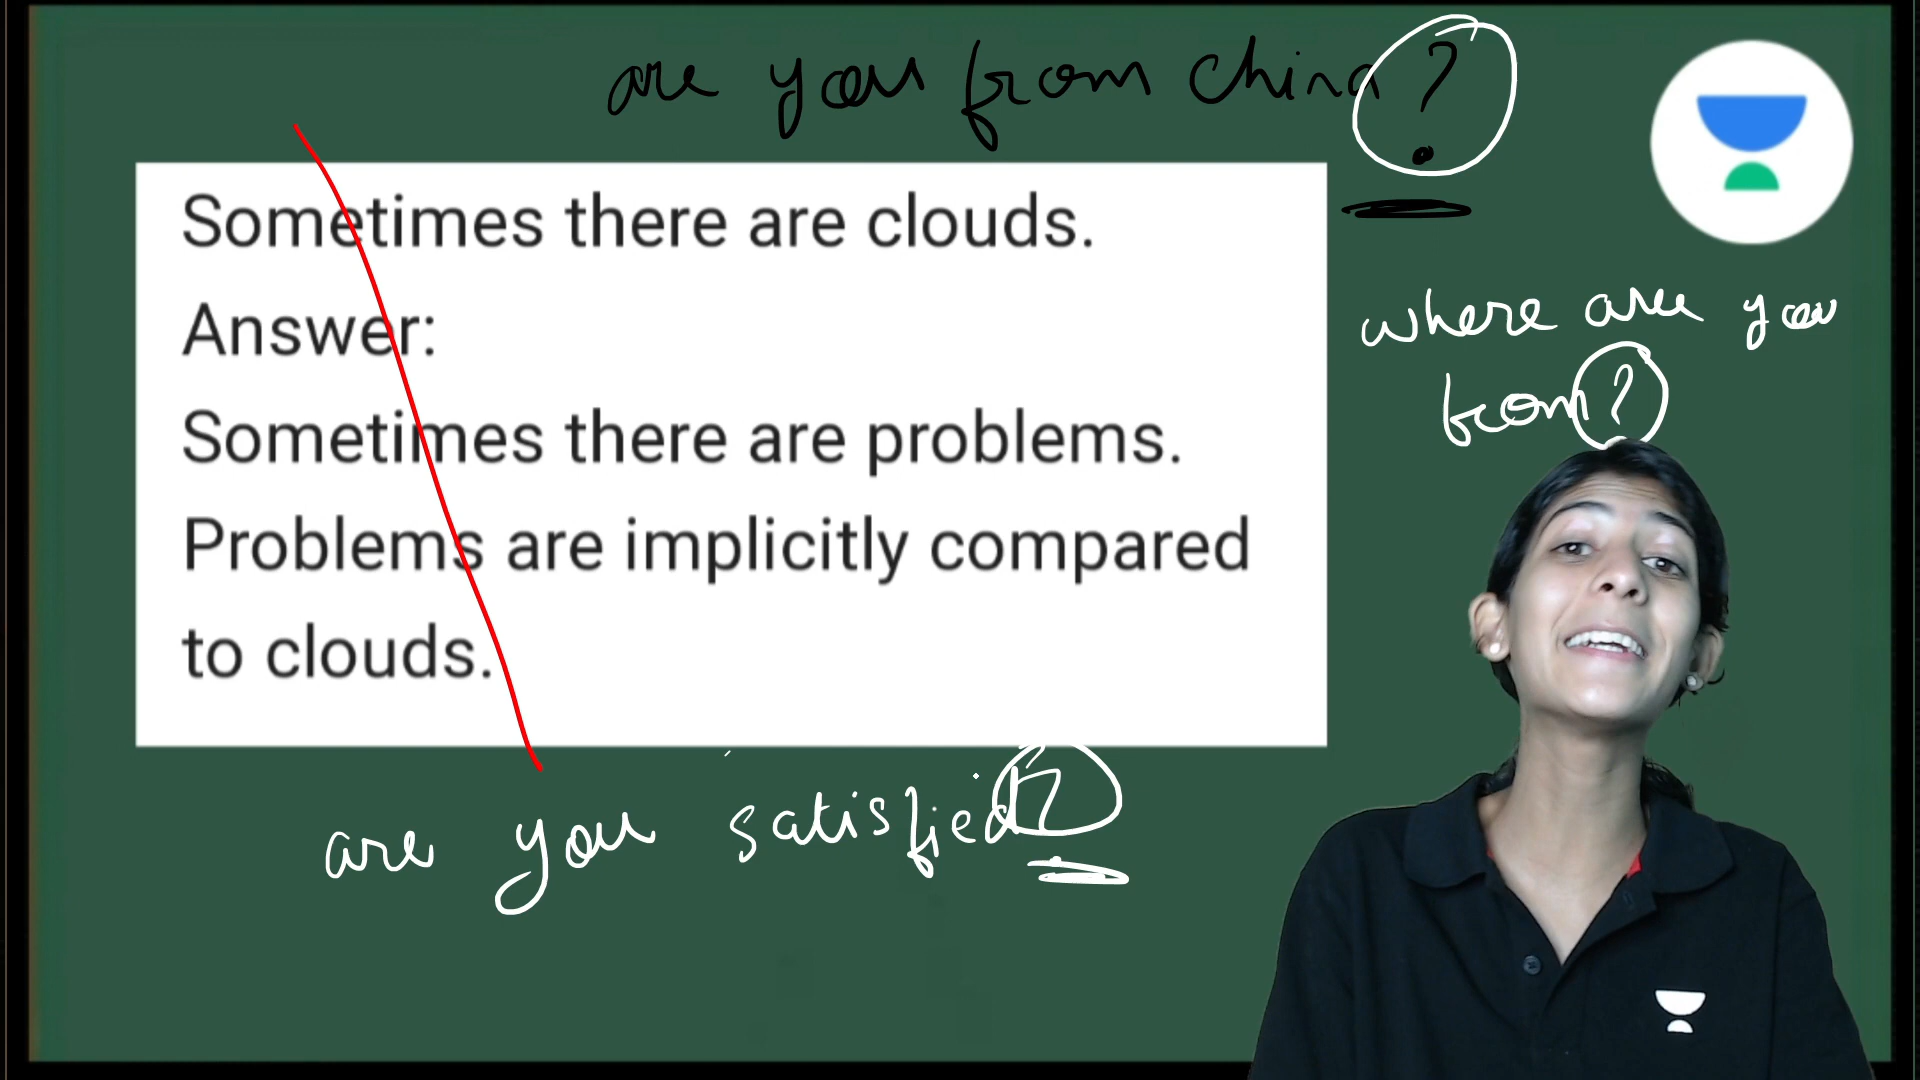 are you from china ?
Sometimes there are clouds.
Answer:
Sometimes there are problems.
Problems are implicitly compared
to clouds.
where are you
from ?
are you satisfied ?